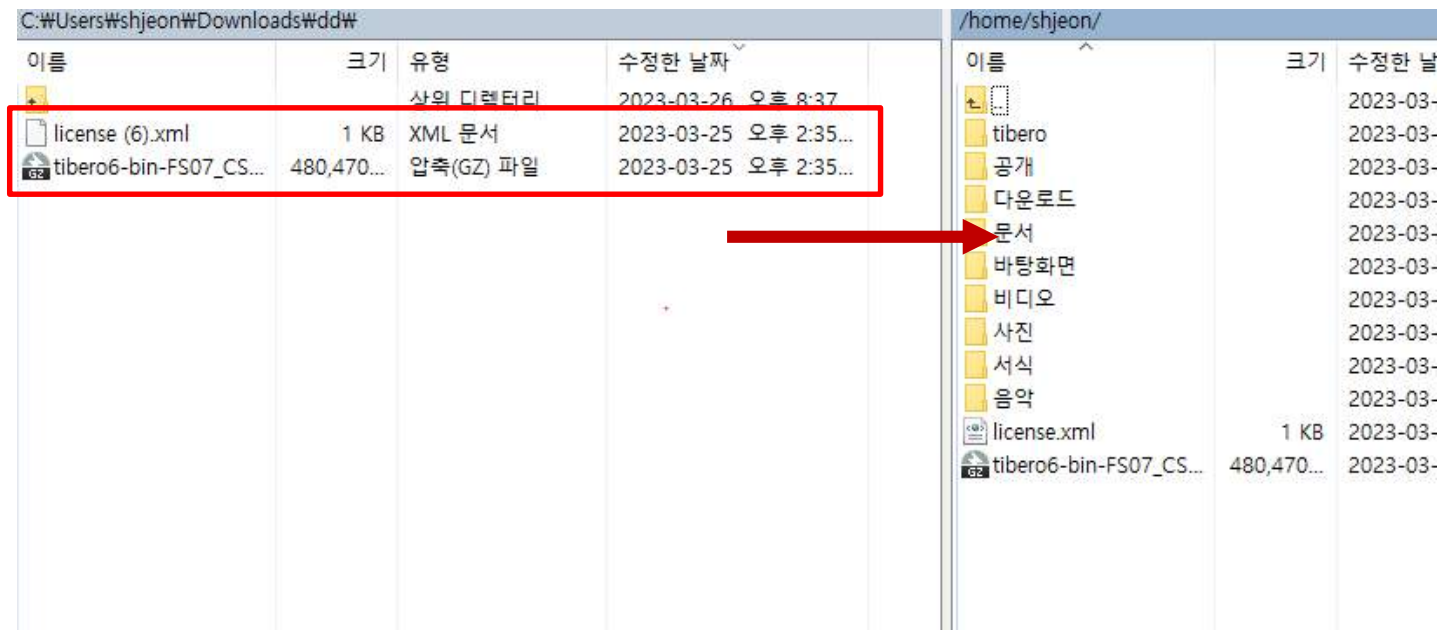 C:₩Users₩shjeon₩Downloads₩dd₩
이름 크기 유형 수정한 날짜
상위 디렉터리 2023-03-26 오후 8:37
license (6).xml 1 KB XML 문서 2023-03-25 오후 2:35...
tibero6-bin-FS07_CS... 480,470... 압축(GZ) 파일 2023-03-25 오후 2:35...
/home/shjeon/
이름 크기 수정한 날
.. 2023-03-
tibero 2023-03-
공개 2023-03-
다운로드 2023-03-
문서 2023-03-
바탕화면 2023-03-
비디오 2023-03-
사진 2023-03-
서식 2023-03-
음악 2023-03-
license.xml 1 KB 2023-03-
tibero6-bin-FS07_CS... 480,470... 2023-03-